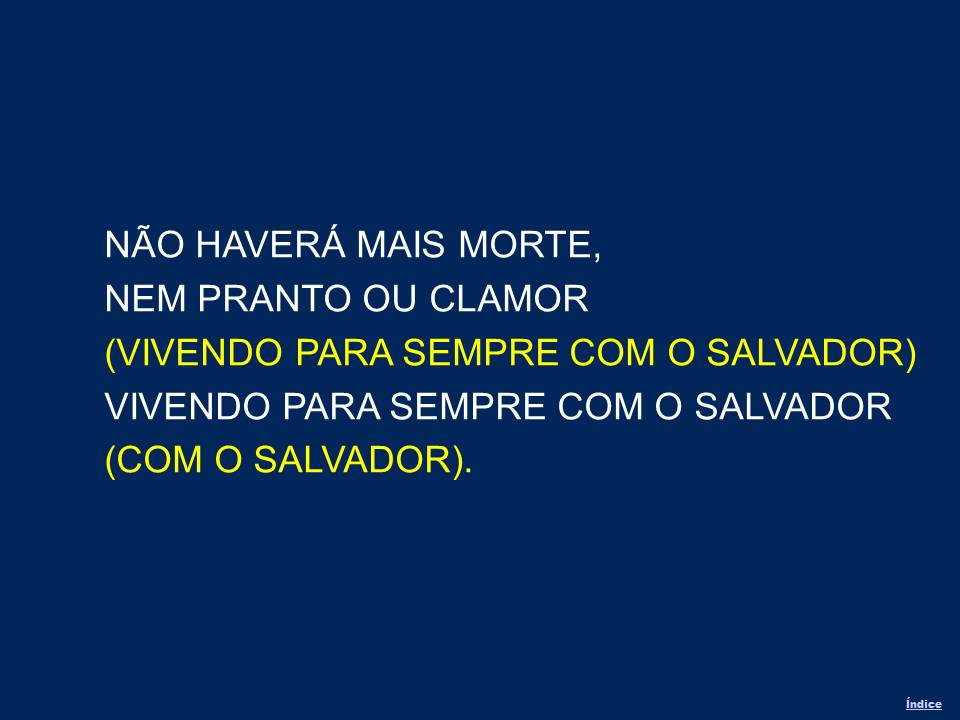 NÃO HAVERÁ MAIS MORTE,
NEM PRANTO OU CLAMOR
(VIVENDO PARA SEMPRE COM O SALVADOR)
VIVENDO PARA SEMPRE COM O SALVADOR
(COM O SALVADOR).
Índice